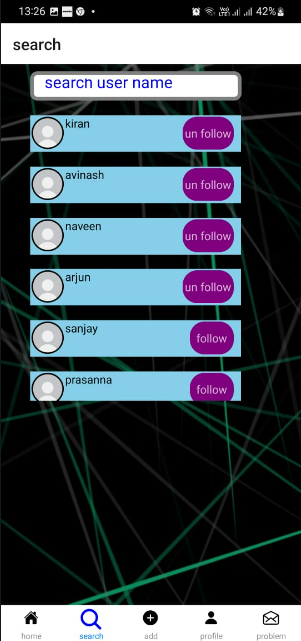 13:26
42%
search
search user name
kiran
un follow
avinash
un follow
naveen
un follow
arjun
un follow
sanjay
follow
prasanna
follow
home
search
add
profile
problem